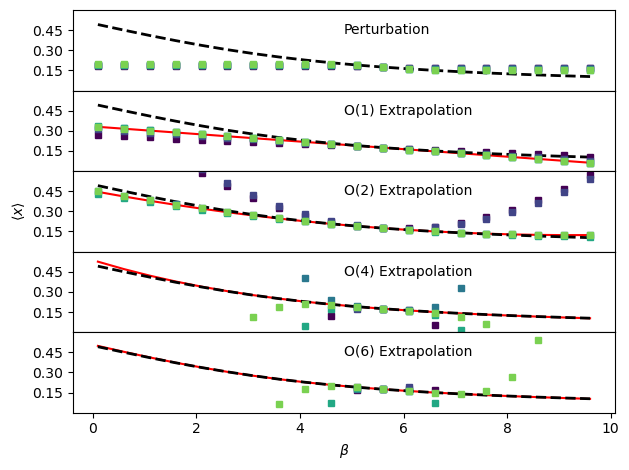 Perturbation
0.45
0.30
0.15
O(1) Extrapolation
0.45
0.30
0.15
O(2) Extrapolation
0.45
0.30
0.15
⟨x⟩
O(4) Extrapolation
0.45
0.30
0.15
O(6) Extrapolation
0.45
0.30
0.15
0 2 4 6 8 10
β